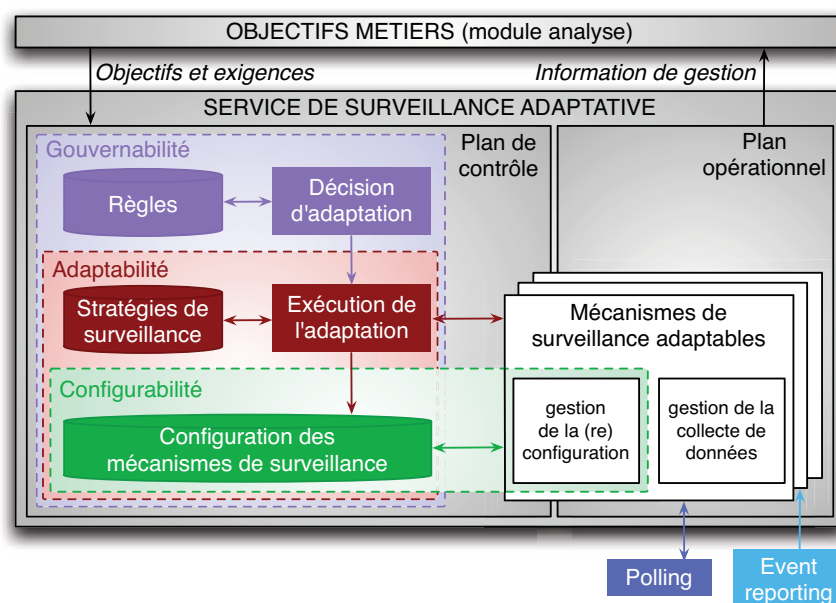 OBJECTIFS METIERS (module analyse)
Objectifs et exigences
Information de gestion
SERVICE DE SURVEILLANCE ADAPTATIVE
Gouvernabilité
Plan de
contrôle
Plan
opérationnel
Règles
Décision
d'adaptation
Adaptabilité
Stratégies de
surveillance
Exécution de
l'adaptation
Mécanismes de
surveillance adaptables
Configurabilité
Configuration des
mécanismes de surveillance
gestion
de la (re)
configuration
gestion de la
collecte de
données
Polling
Event
reporting